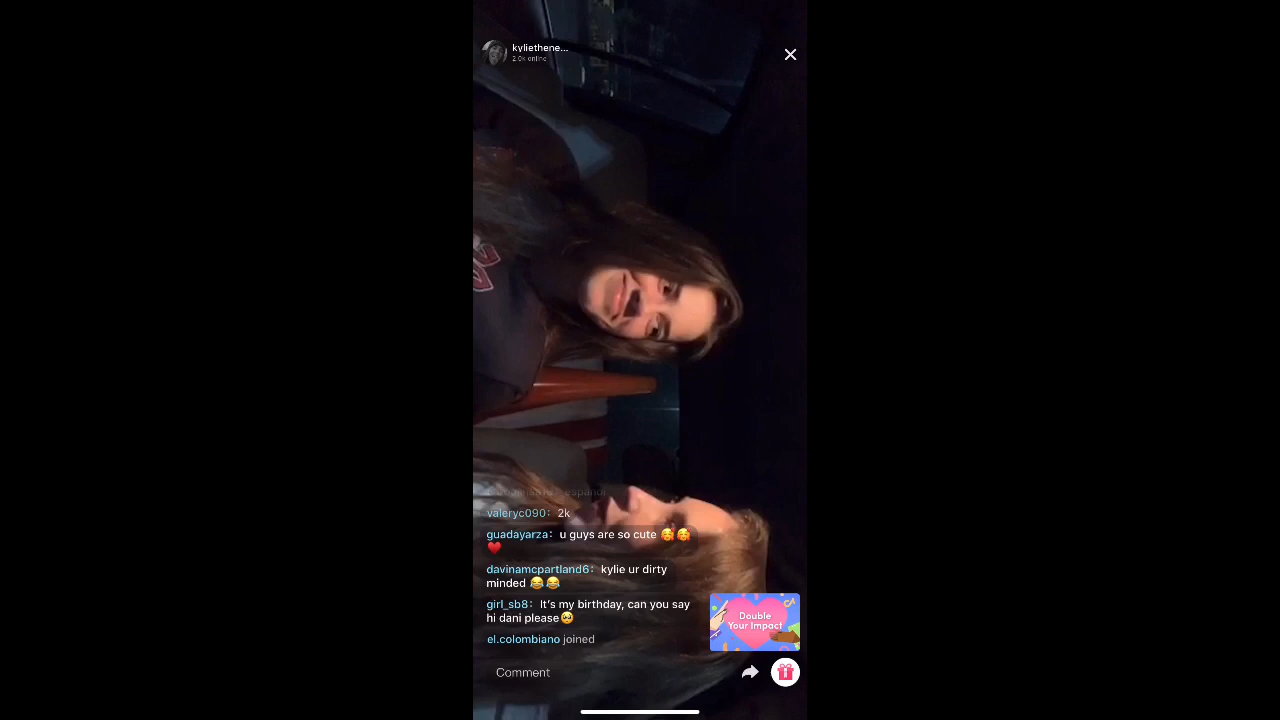 kyliethene...
2.0k online
valeryc090: 2k
guadayarza: u guys are so cute 🥰🥰
❤️
davinamcpartland6: kylie ur dirty
minded 😂😂
girl_sb8: It's my birthday, can you say
hi dani please🥺
el.colombiano joined
Double
Your Impact
Comment